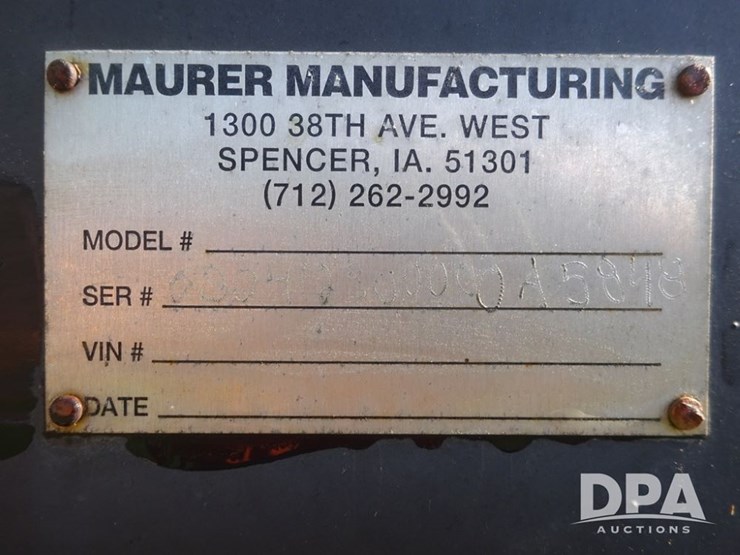 MAURER MANUFACTURING
1300 38TH AVE. WEST
SPENCER, IA. 51301
(712) 262-2992
MODEL #
SER #
VIN #
DATE
DPA
AUCTIONS